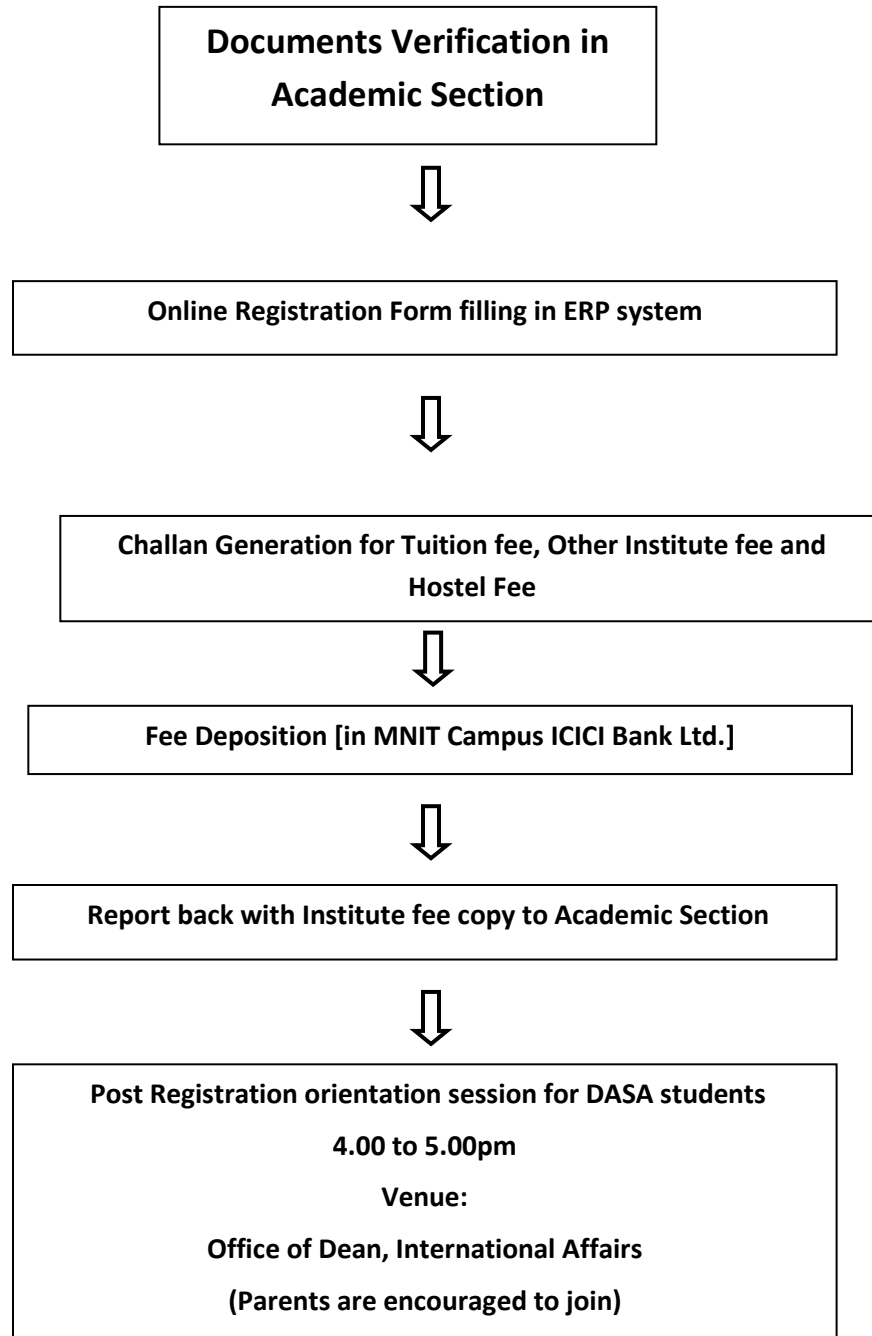 Documents Verification in
Academic Section
Online Registration Form filling in ERP system
Challan Generation for Tuition fee, Other Institute fee and
Hostel Fee
Fee Deposition [in MNIT Campus ICICI Bank Ltd.]
Report back with Institute fee copy to Academic Section
Post Registration orientation session for DASA students
4.00 to 5.00pm
Venue:
Office of Dean, International Affairs
(Parents are encouraged to join)